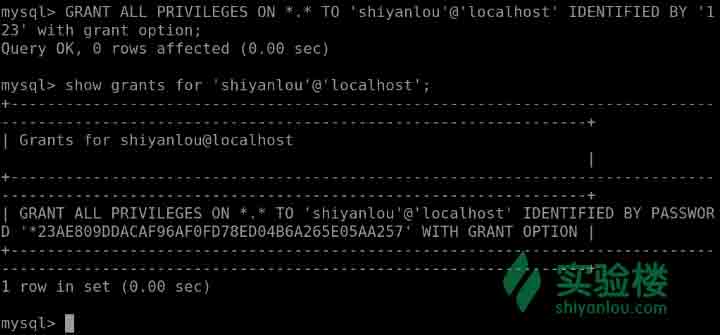 mysql> GRANT ALL PRIVILEGES ON *.* TO 'shiyanlou'@'localhost' IDENTIFIED BY '1
23' with grant option;
Query OK, 0 rows affected (0.00 sec)
mysql> show grants for 'shiyanlou'@'localhost';
+------------------------------------------------------------------------------
-----------------------------------------------------------------+
| Grants for shiyanlou@localhost
|
+------------------------------------------------------------------------------
-----------------------------------------------------------------+
| GRANT ALL PRIVILEGES ON *.* TO 'shiyanlou'@'localhost' IDENTIFIED BY PASSWOR
D '*23AE809DDACAF96AF0FD78ED04B6A265E05AA257' WITH GRANT OPTION |
+------------------------------------------------------------------------------
-----------------------------------------------------------------+
1 row in set (0.00 sec)
mysql>
实验楼
shiyanlou.com